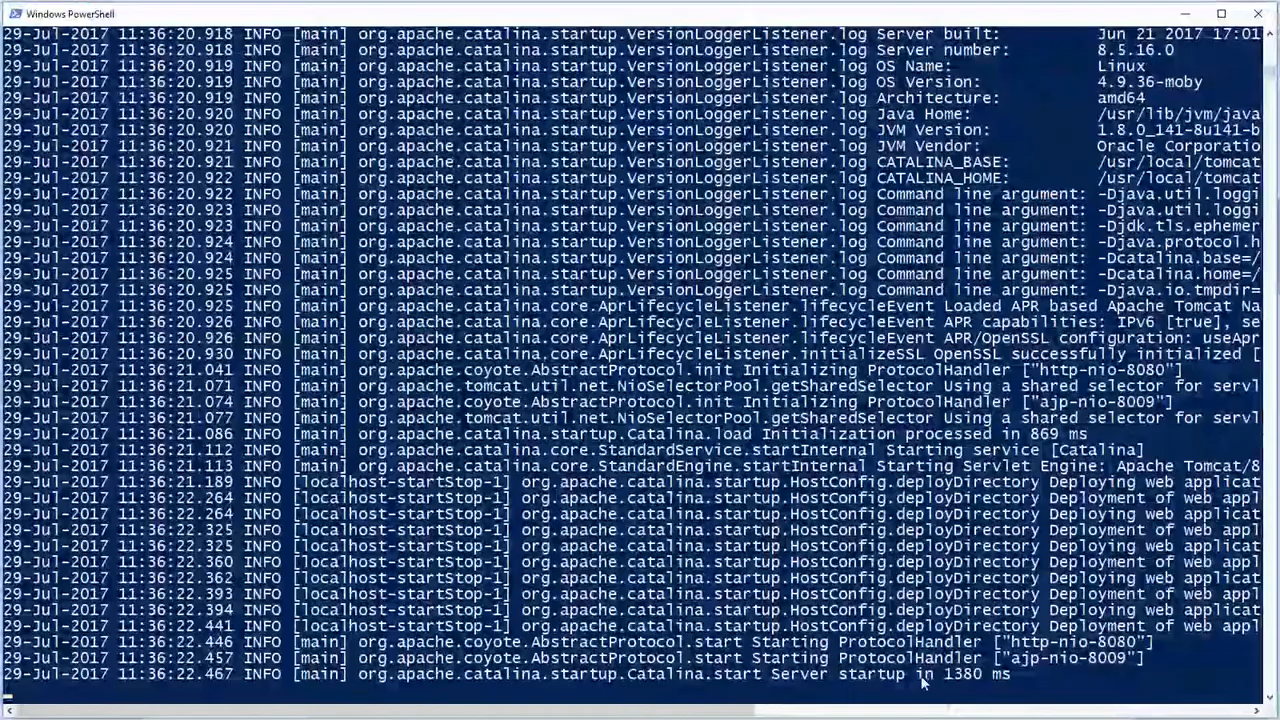 Windows PowerShell
29-Jul-2017 11:36:20.918 INFO [main] org.apache.catalina.startup.VersionLoggerListener.log Server built: Jun 21 2017 17:01
29-Jul-2017 11:36:20.918 INFO [main] org.apache.catalina.startup.VersionLoggerListener.log Server number: 8.5.16.0
29-Jul-2017 11:36:20.919 INFO [main] org.apache.catalina.startup.VersionLoggerListener.log OS Name: Linux
29-Jul-2017 11:36:20.919 INFO [main] org.apache.catalina.startup.VersionLoggerListener.log OS Version: 4.9.36-moby
29-Jul-2017 11:36:20.919 INFO [main] org.apache.catalina.startup.VersionLoggerListener.log Architecture: amd64
29-Jul-2017 11:36:20.920 INFO [main] org.apache.catalina.startup.VersionLoggerListener.log Java Home: /usr/lib/jvm/java
29-Jul-2017 11:36:20.920 INFO [main] org.apache.catalina.startup.VersionLoggerListener.log JVM Version: 1.8.0_141-8u141-b
29-Jul-2017 11:36:20.921 INFO [main] org.apache.catalina.startup.VersionLoggerListener.log JVM Vendor: Oracle Corporatio
29-Jul-2017 11:36:20.921 INFO [main] org.apache.catalina.startup.VersionLoggerListener.log CATALINA_BASE: /usr/local/tomcat
29-Jul-2017 11:36:20.922 INFO [main] org.apache.catalina.startup.VersionLoggerListener.log CATALINA_HOME: /usr/local/tomcat
29-Jul-2017 11:36:20.922 INFO [main] org.apache.catalina.startup.VersionLoggerListener.log Command line argument: -Djava.util.loggi
29-Jul-2017 11:36:20.923 INFO [main] org.apache.catalina.startup.VersionLoggerListener.log Command line argument: -Djava.util.loggi
29-Jul-2017 11:36:20.923 INFO [main] org.apache.catalina.startup.VersionLoggerListener.log Command line argument: -Djdk.tls.ephemer
29-Jul-2017 11:36:20.924 INFO [main] org.apache.catalina.startup.VersionLoggerListener.log Command line argument: -Djava.protocol.h
29-Jul-2017 11:36:20.924 INFO [main] org.apache.catalina.startup.VersionLoggerListener.log Command line argument: -Dcatalina.base=/
29-Jul-2017 11:36:20.925 INFO [main] org.apache.catalina.startup.VersionLoggerListener.log Command line argument: -Dcatalina.home=/
29-Jul-2017 11:36:20.925 INFO [main] org.apache.catalina.startup.VersionLoggerListener.log Command line argument: -Djava.io.tmpdir=
29-Jul-2017 11:36:20.925 INFO [main] org.apache.catalina.core.AprLifecycleListener.lifecycleEvent Loaded APR based Apache Tomcat Na
29-Jul-2017 11:36:20.926 INFO [main] org.apache.catalina.core.AprLifecycleListener.lifecycleEvent APR capabilities: IPv6 [true], se
29-Jul-2017 11:36:20.926 INFO [main] org.apache.catalina.core.AprLifecycleListener.lifecycleEvent APR/OpenSSL configuration: useApr
29-Jul-2017 11:36:20.930 INFO [main] org.apache.catalina.core.AprLifecycleListener.initializeSSL OpenSSL successfully initialized [
29-Jul-2017 11:36:21.041 INFO [main] org.apache.coyote.AbstractProtocol.init Initializing ProtocolHandler ["http-nio-8080"]
29-Jul-2017 11:36:21.071 INFO [main] org.apache.tomcat.util.net.NioSelectorPool.getSharedSelector Using a shared selector for servl
29-Jul-2017 11:36:21.074 INFO [main] org.apache.coyote.AbstractProtocol.init Initializing ProtocolHandler ["ajp-nio-8009"]
29-Jul-2017 11:36:21.077 INFO [main] org.apache.tomcat.util.net.NioSelectorPool.getSharedSelector Using a shared selector for servl
29-Jul-2017 11:36:21.086 INFO [main] org.apache.catalina.startup.Catalina.load Initialization processed in 869 ms
29-Jul-2017 11:36:21.112 INFO [main] org.apache.catalina.core.StandardService.startInternal Starting service [Catalina]
29-Jul-2017 11:36:21.113 INFO [main] org.apache.catalina.core.StandardEngine.startInternal Starting Servlet Engine: Apache Tomcat/8
29-Jul-2017 11:36:21.189 INFO [localhost-startStop-1] org.apache.catalina.startup.HostConfig.deployDirectory Deploying web applicat
29-Jul-2017 11:36:22.264 INFO [localhost-startStop-1] org.apache.catalina.startup.HostConfig.deployDirectory Deployment of web appl
29-Jul-2017 11:36:22.264 INFO [localhost-startStop-1] org.apache.catalina.startup.HostConfig.deployDirectory Deploying web applicat
29-Jul-2017 11:36:22.325 INFO [localhost-startStop-1] org.apache.catalina.startup.HostConfig.deployDirectory Deployment of web appl
29-Jul-2017 11:36:22.325 INFO [localhost-startStop-1] org.apache.catalina.startup.HostConfig.deployDirectory Deploying web applicat
29-Jul-2017 11:36:22.360 INFO [localhost-startStop-1] org.apache.catalina.startup.HostConfig.deployDirectory Deployment of web appl
29-Jul-2017 11:36:22.362 INFO [localhost-startStop-1] org.apache.catalina.startup.HostConfig.deployDirectory Deploying web applicat
29-Jul-2017 11:36:22.393 INFO [localhost-startStop-1] org.apache.catalina.startup.HostConfig.deployDirectory Deployment of web appl
29-Jul-2017 11:36:22.394 INFO [localhost-startStop-1] org.apache.catalina.startup.HostConfig.deployDirectory Deploying web applicat
29-Jul-2017 11:36:22.441 INFO [localhost-startStop-1] org.apache.catalina.startup.HostConfig.deployDirectory Deployment of web appl
29-Jul-2017 11:36:22.446 INFO [main] org.apache.coyote.AbstractProtocol.start Starting ProtocolHandler ["http-nio-8080"]
29-Jul-2017 11:36:22.457 INFO [main] org.apache.coyote.AbstractProtocol.start Starting ProtocolHandler ["ajp-nio-8009"]
29-Jul-2017 11:36:22.467 INFO [main] org.apache.catalina.startup.Catalina.start Server startup in 1380 ms